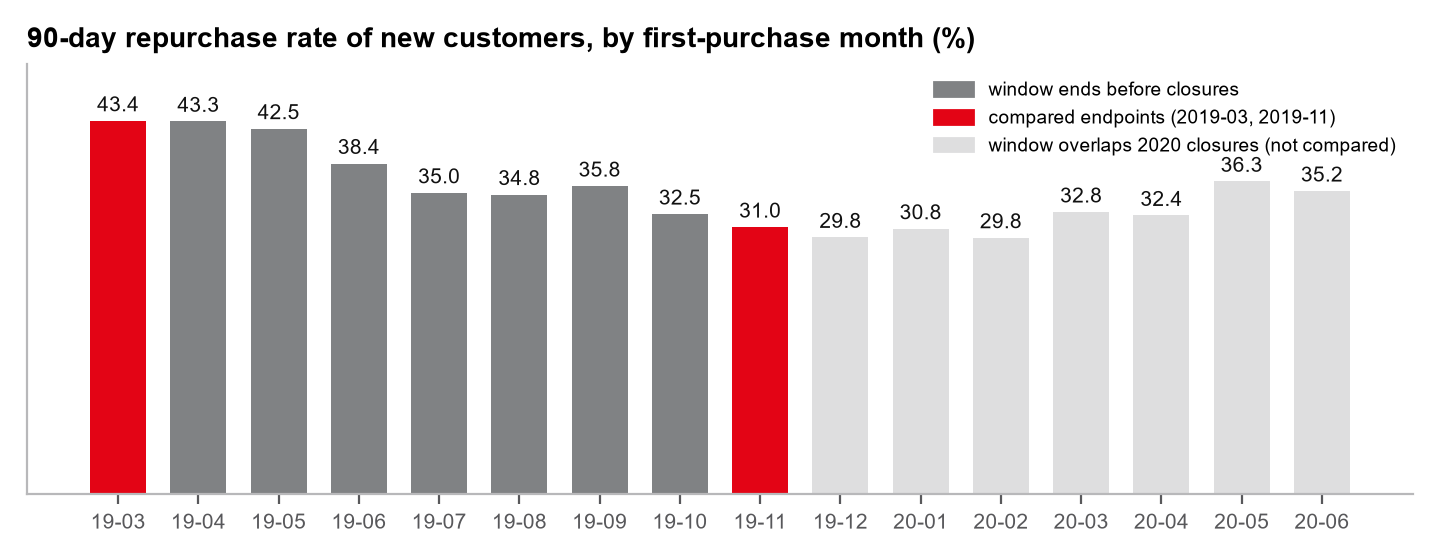 90-day repurchase rate of new customers, by first-purchase month (%)
window ends before closures
compared endpoints (2019-03, 2019-11)
window overlaps 2020 closures (not compared)
43.4 43.3 42.5 38.4 35.0 34.8 35.8 32.5 31.0 29.8 30.8 29.8 32.8 32.4 36.3 35.2
19-03 19-04 19-05 19-06 19-07 19-08 19-09 19-10 19-11 19-12 20-01 20-02 20-03 20-04 20-05 20-06